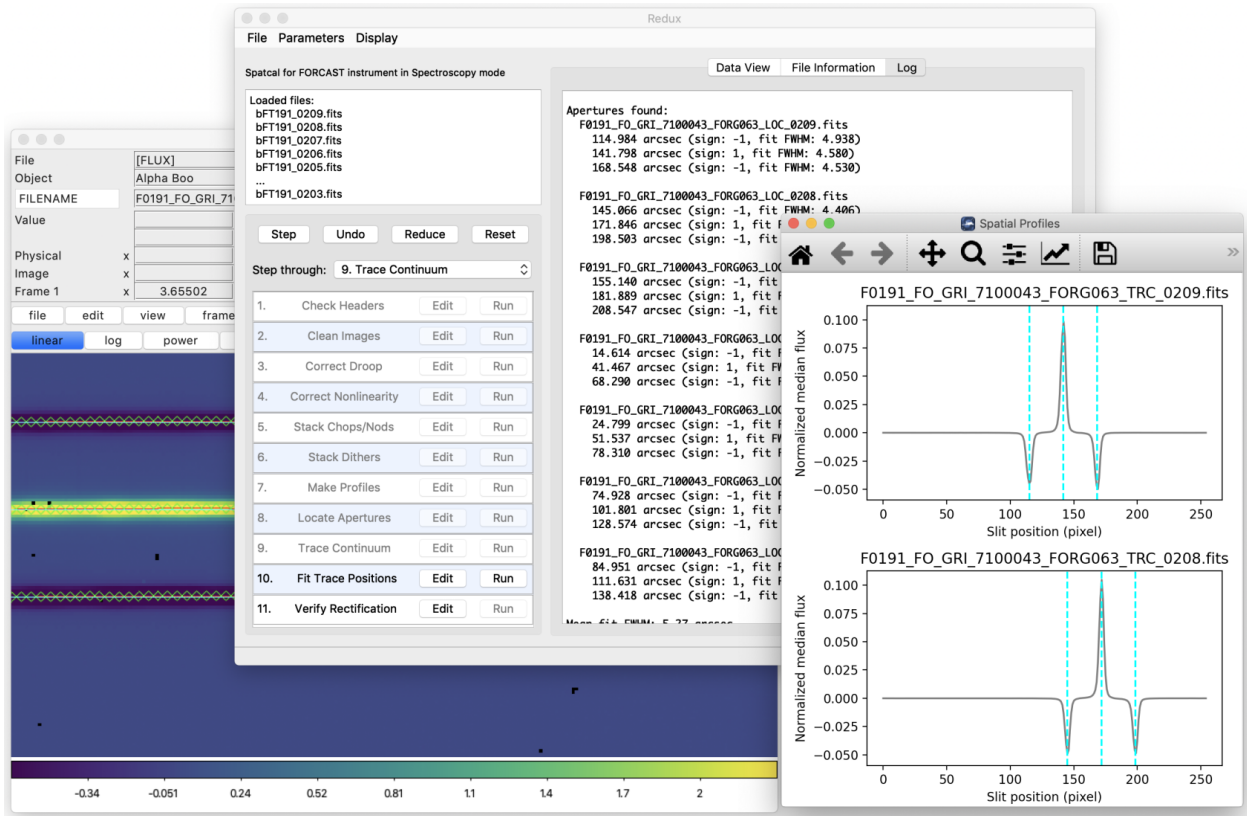 Redux
File Parameters Display
Spatcal for FORCAST instrument in Spectroscopy mode
Loaded files:
bFT191_0209.fits
bFT191_0208.fits
bFT191_0207.fits
bFT191_0206.fits
bFT191_0205.fits
...
bFT191_0203.fits
Step Undo Reduce Reset
Step through: 9. Trace Continuum
1. Check Headers Edit Run
2. Clean Images Edit Run
3. Correct Droop Edit Run
4. Correct Nonlinearity Edit Run
5. Stack Chops/Nods Edit Run
6. Stack Dithers Edit Run
7. Make Profiles Edit Run
8. Locate Apertures Edit Run
9. Trace Continuum Edit Run
10. Fit Trace Positions Edit Run
11. Verify Rectification Edit Run
Data View File Information Log
Apertures found:
F0191_FO_GRI_7100043_FORG063_LOC_0209.fits
114.984 arcsec (sign: -1, fit FWHM: 4.938)
141.798 arcsec (sign: 1, fit FWHM: 4.580)
168.548 arcsec (sign: -1, fit FWHM: 4.530)
F0191_FO_GRI_7100043_FORG063_LOC_0208.fits
145.066 arcsec (sign: -1, fit FWHM: 4.406)
171.846 arcsec (sign: 1, fit F
198.503 arcsec (sign: -1, fit
F0191_FO_GRI_7100043_FORG063_LOC
155.140 arcsec (sign: -1, fit
181.889 arcsec (sign: 1, fit F
208.547 arcsec (sign: -1, fit
F0191_FO_GRI_7100043_FORG063_LOC
14.614 arcsec (sign: -1, fit F
41.467 arcsec (sign: 1, fit FW
68.290 arcsec (sign: -1, fit F
F0191_FO_GRI_7100043_FORG063_LOC
24.799 arcsec (sign: -1, fit F
51.537 arcsec (sign: 1, fit FW
78.310 arcsec (sign: -1, fit F
F0191_FO_GRI_7100043_FORG063_LOC
74.928 arcsec (sign: -1, fit F
101.801 arcsec (sign: 1, fit F
128.574 arcsec (sign: -1, fit
F0191_FO_GRI_7100043_FORG063_LOC
84.951 arcsec (sign: -1, fit F
111.631 arcsec (sign: 1, fit F
138.418 arcsec (sign: -1, fit
Mean fit FWHM: 5.27 arcsec
File [FLUX]
Object Alpha Boo
FILENAME F0191_FO_GRI_710
Value
Physical x
Image x
Frame 1 x 3.65502
file edit view frame
linear log power
-0.34 -0.051 0.24 0.52 0.81 1.1 1.4 1.7 2
Spatial Profiles
»
F0191_FO_GRI_7100043_FORG063_TRC_0209.fits
Normalized median flux
0.100
0.075
0.050
0.025
0.000
−0.025
−0.050
0 50 100 150 200 250
Slit position (pixel)
F0191_FO_GRI_7100043_FORG063_TRC_0208.fits
Normalized median flux
0.100
0.075
0.050
0.025
0.000
−0.025
−0.050
0 50 100 150 200 250
Slit position (pixel)